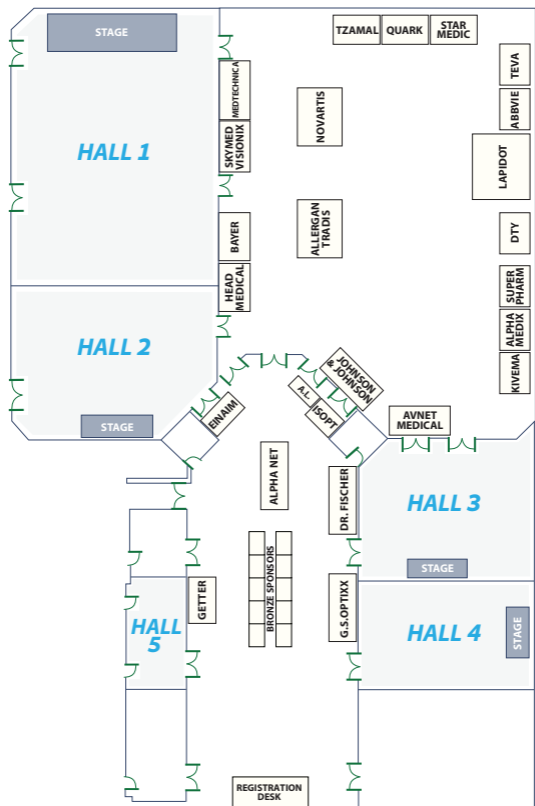 STAGE
TZAMAL
QUARK
STAR
MEDIC
TEVA
MEDTECHNICA
ABBVIE
NOVARTIS
HALL 1
SKYMED
VISIONIX
LAPIDOT
BAYER
ALLERGAN
TRADIS
DTY
HEAD
MEDICAL
SUPER
PHARM
ALPHA
MEDIX
HALL 2
KIVEMA
JOHNSON
& JOHNSON
A.L.
ISOPT
EINAIM
STAGE
AVNET
MEDICAL
ALPHA NET
DR. FISCHER
HALL 3
STAGE
BRONZE SPONSORS
GETTER
G.S.OPTIXX
HALL
5
HALL 4
STAGE
REGISTRATION
DESK